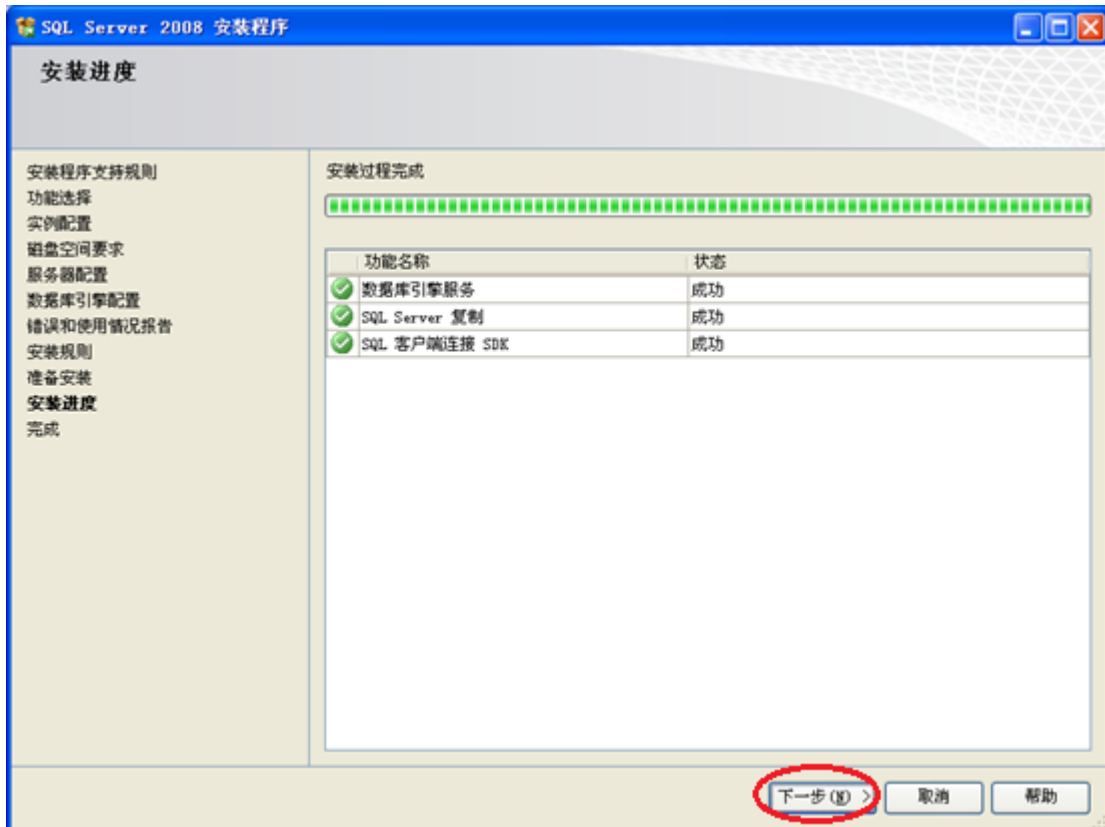 SQL Server 2008 安装程序
安装进度
安装程序支持规则
功能选择
实例配置
磁盘空间要求
服务器配置
数据库引擎配置
错误和使用情况报告
安装规则
准备安装
安装进度
完成
安装过程完成
功能名称 状态
数据库引擎服务 成功
SQL Server 复制 成功
SQL 客户端连接 SDK 成功
下一步(N) > 取消 帮助